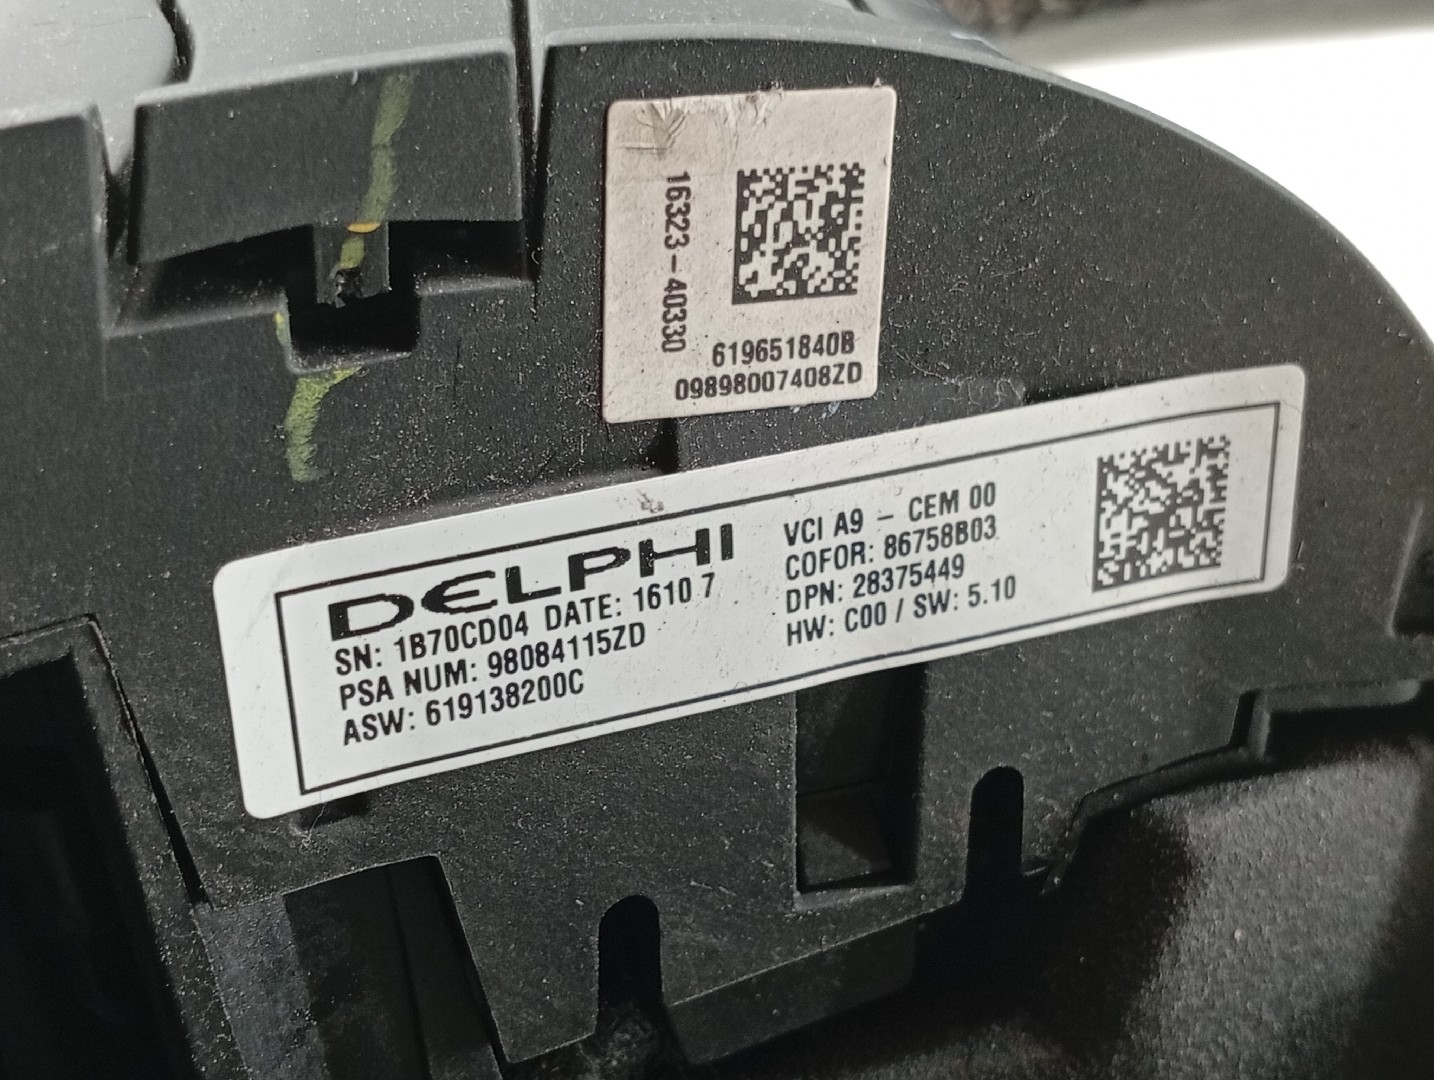 16323-40330
619651840B
09898007408ZD
DELPHI
SN: 1B70CD04 DATE: 1610 7
PSA NUM: 98084115ZD
ASW: 619138200C
VCI A9 - CEM 00
COFOR: 86758B03
DPN: 28375449
HW: C00 / SW: 5.10